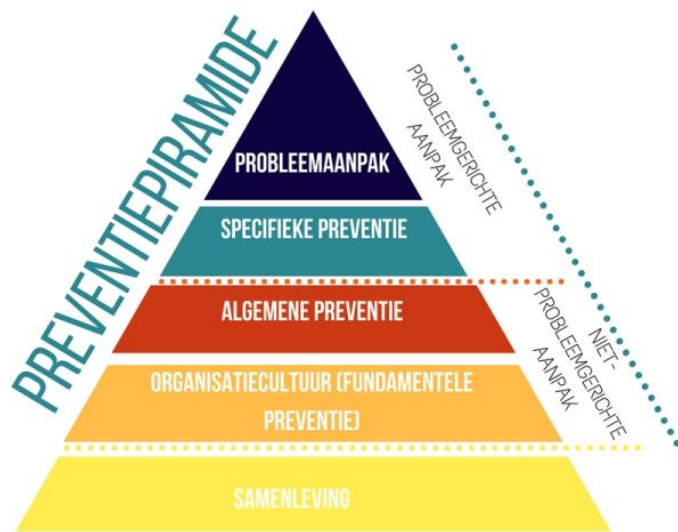 PREVENTIEPIRAMIDE
PROBLEEMAANPAK
SPECIFIEKE PREVENTIE
ALGEMENE PREVENTIE
ORGANISATIECULTUUR (FUNDAMENTELE
PREVENTIE)
SAMENLEVING
PROBLEEMGERICHTE
AANPAK
NIET-
PROBLEEMGERICHTE
AANPAK